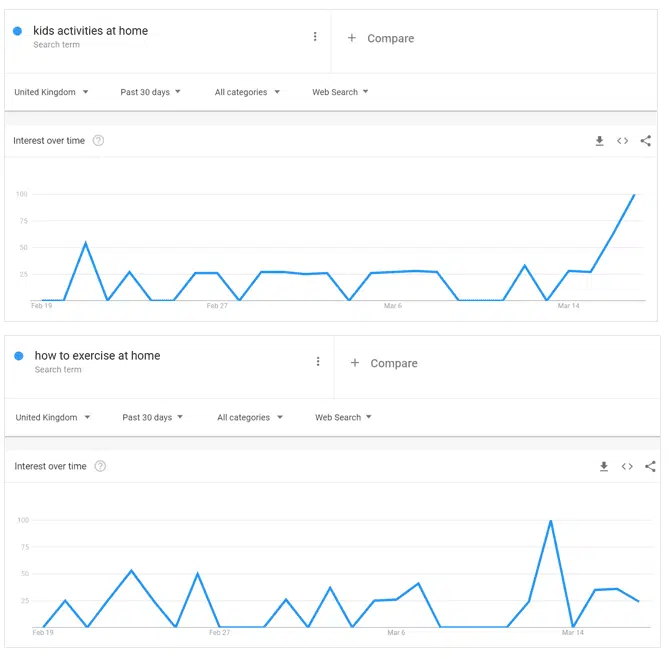 kids activities at home
Search term
+ Compare
United Kingdom Past 30 days All categories Web Search
Interest over time ?
100
75
50
25
Feb 19 Feb 27 Mar 6 Mar 14
how to exercise at home
Search term
+ Compare
United Kingdom Past 30 days All categories Web Search
Interest over time ?
100
75
50
25
Feb 19 Feb 27 Mar 6 Mar 14